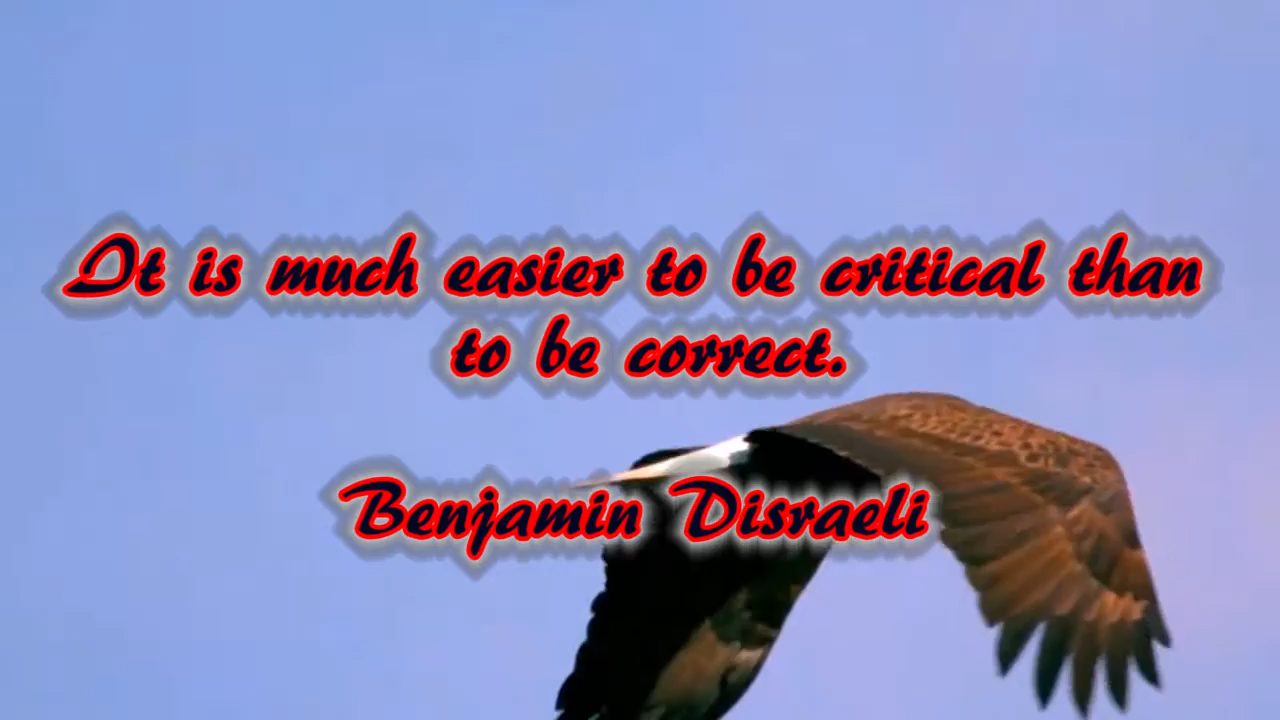 It is much easier to be critical than
to be correct.
Benjamin Disraeli